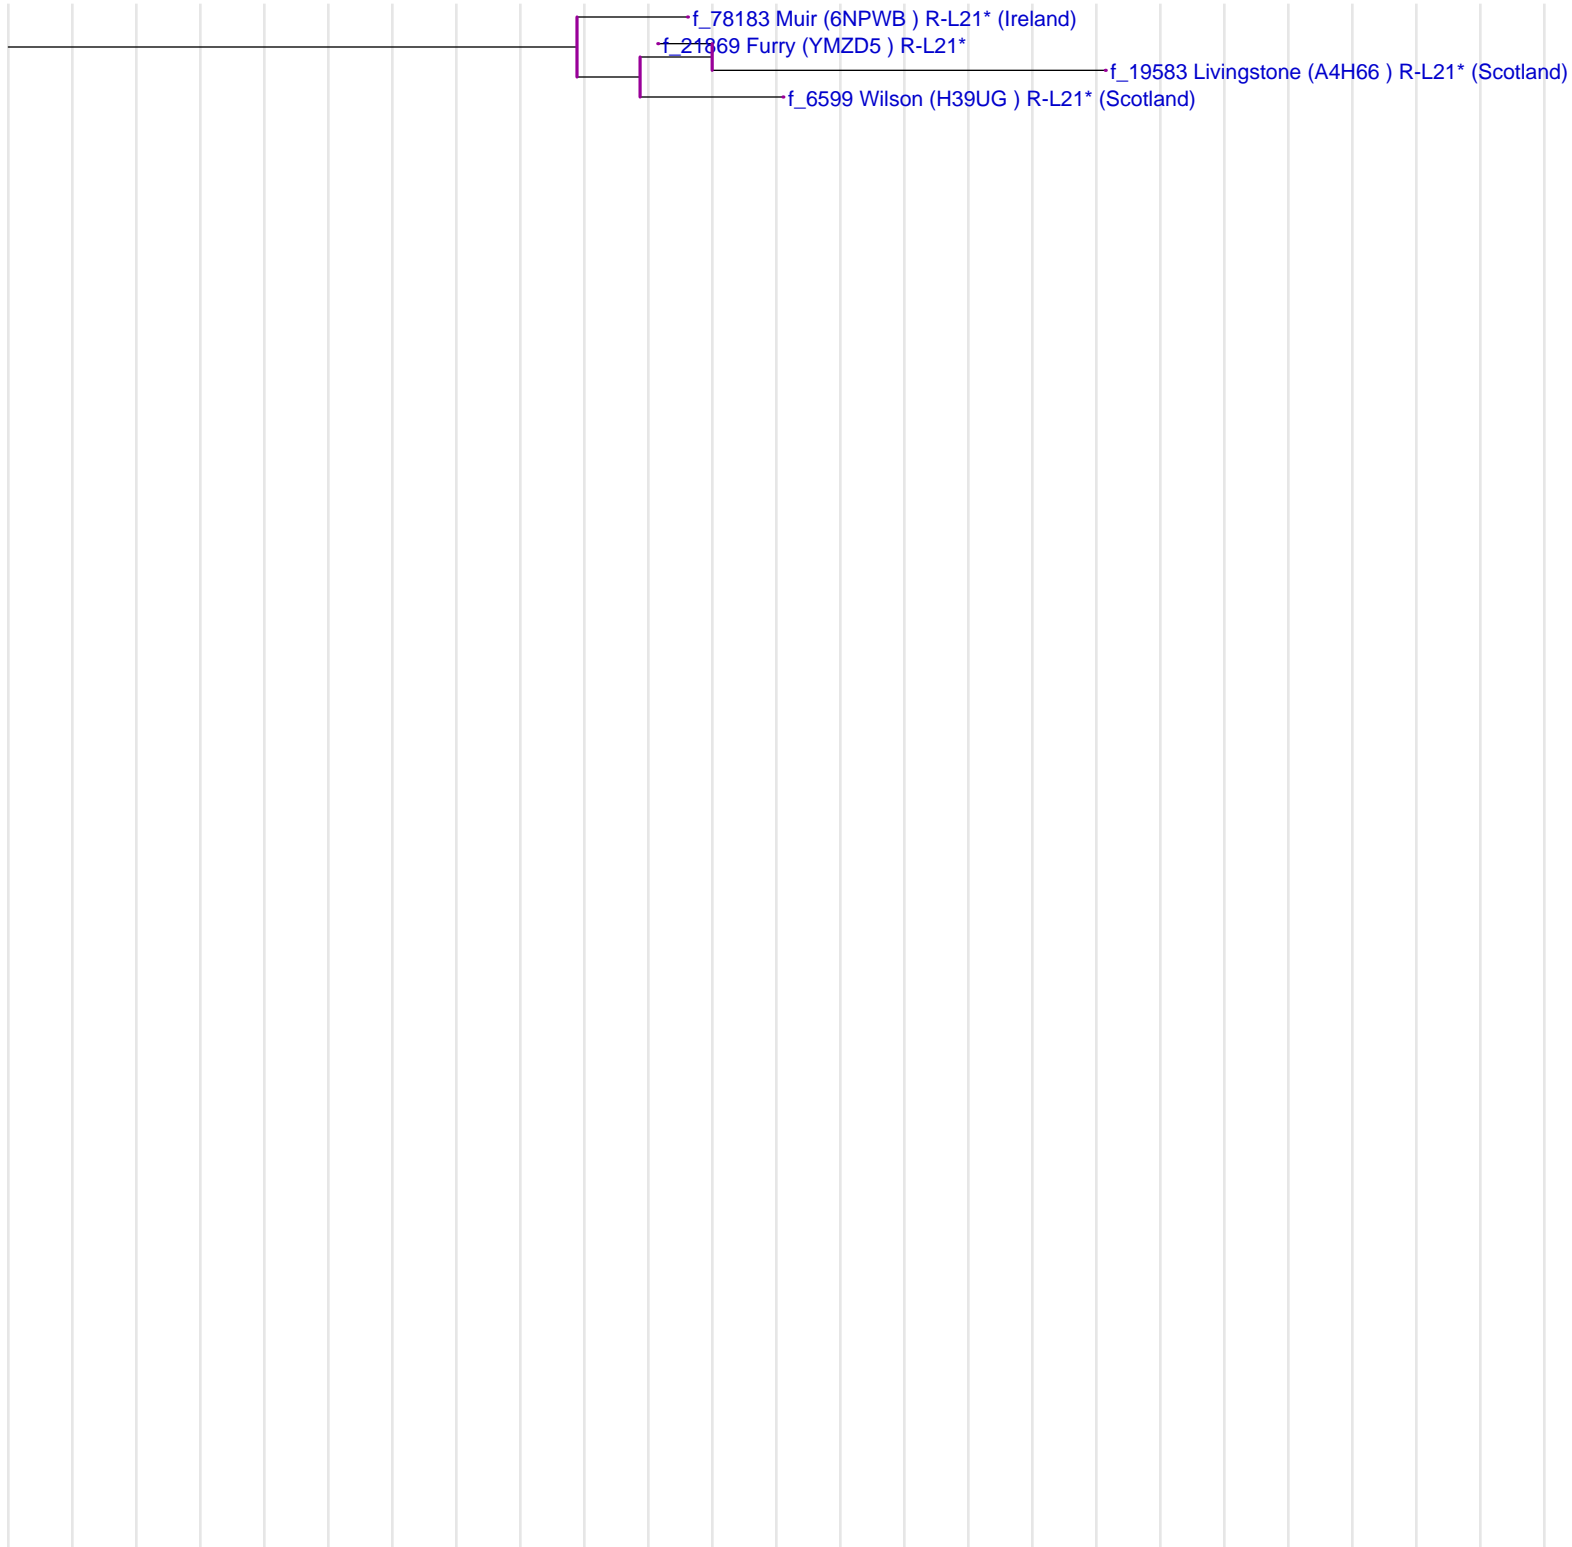 f_78183 Muir (6NPWB ) R-L21* (Ireland)
f_21869 Furry (YMZD5 ) R-L21*
f_19583 Livingstone (A4H66 ) R-L21* (Scotland)
f_6599 Wilson (H39UG ) R-L21* (Scotland)